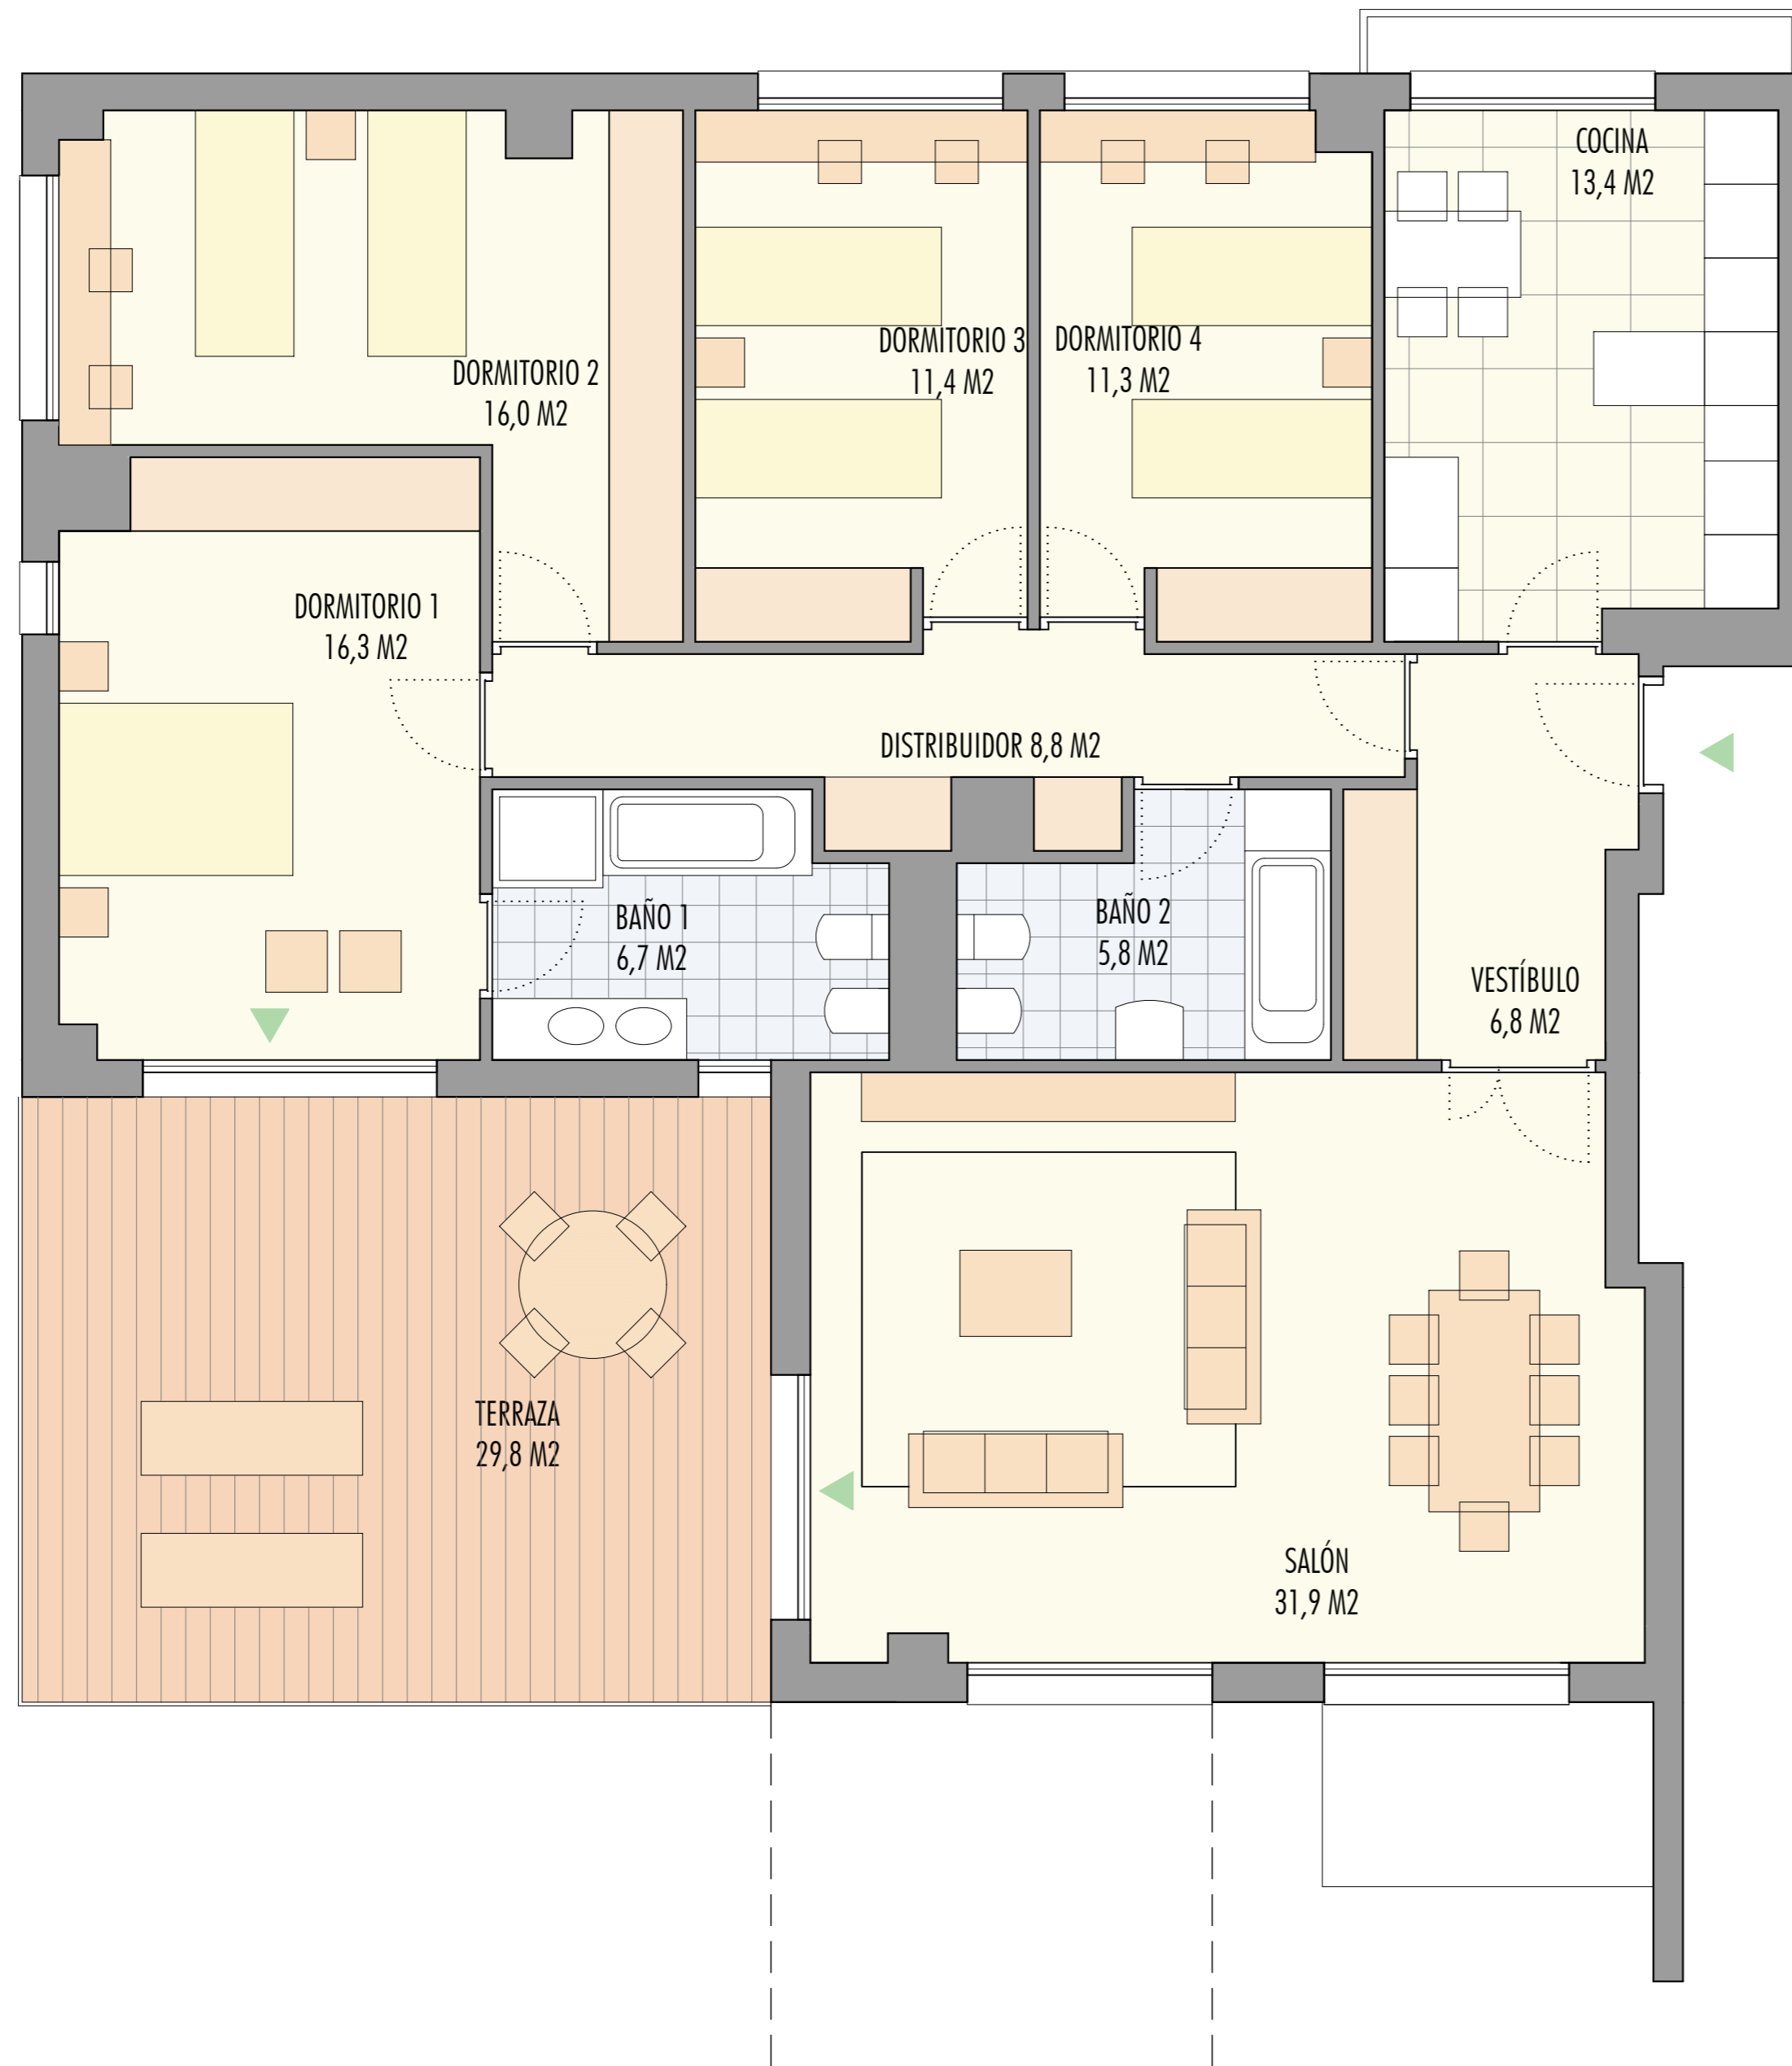 COCINA
13,4 M2
DORMITORIO 3
11,4 M2
DORMITORIO 4
11,3 M2
DORMITORIO 2
16,0 M2
DORMITORIO 1
16,3 M2
DISTRIBUIDOR 8,8 M2
BAÑO 1
6,7 M2
BAÑO 2
5,8 M2
VESTÍBULO
6,8 M2
TERRAZA
29,8 M2
SALÓN
31,9 M2